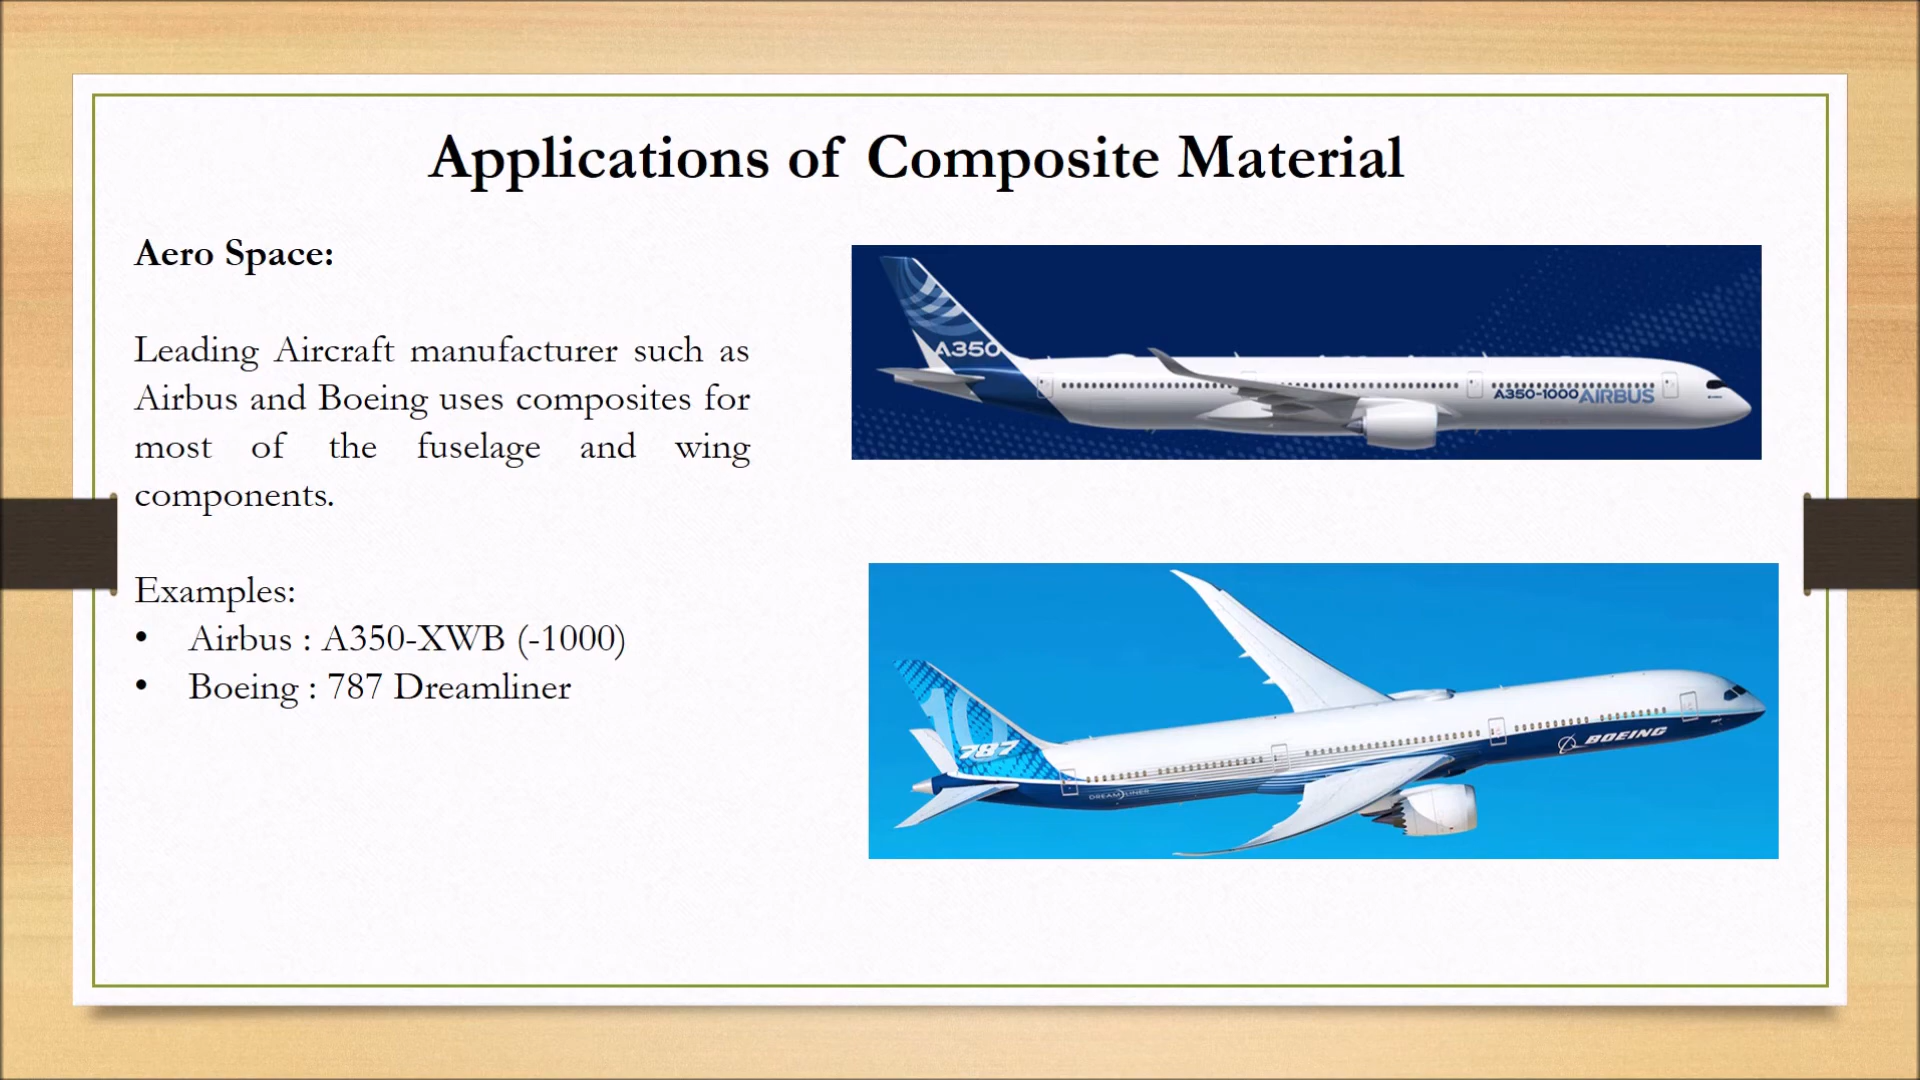 Applications of Composite Material
Aero Space:
Leading Aircraft manufacturer such as
Airbus and Boeing uses composites for
most of the fuselage and wing
components.
Examples:
• Airbus : A350-XWB (-1000)
• Boeing : 787 Dreamliner
A350
A350-1000 AIRBUS
10
787
DREAMLINER
BOEING